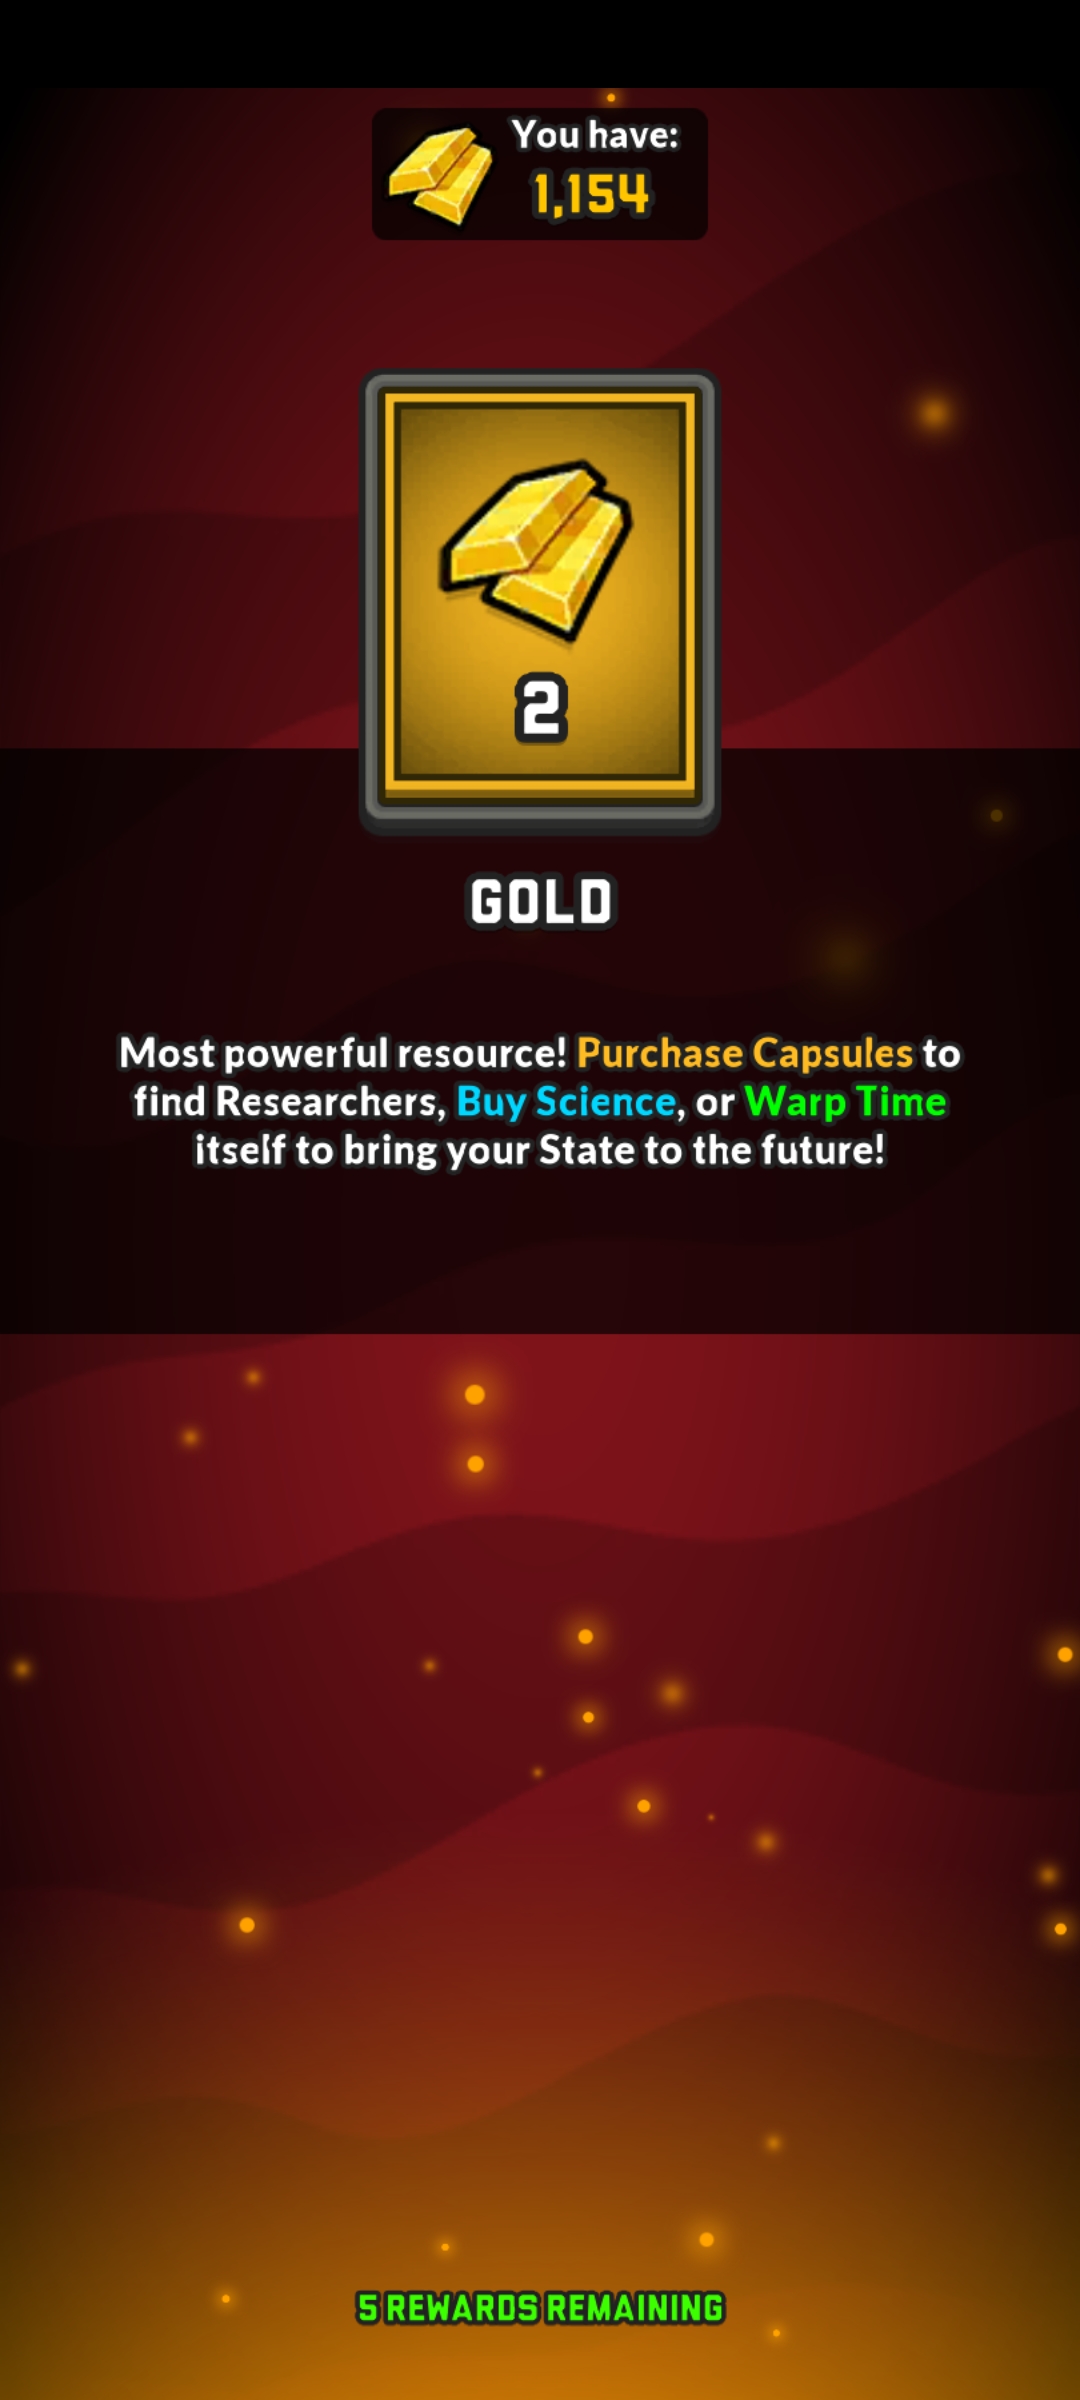 You have:
1,154
2
GOLD
Most powerful resource! Purchase Capsules to
find Researchers, Buy Science, or Warp Time
itself to bring your State to the future!
5 REWARDS REMAINING